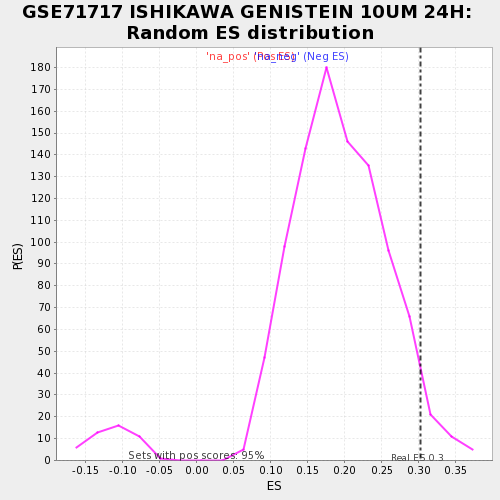 GSE71717 ISHIKAWA GENISTEIN 10UM 24H:
Random ES distribution
'na_pos' (Pos ES) 'na_neg' (Neg ES)
180
170
160
150
140
130
120
110
100
90
80
70
60
50
40
30
20
10
0
P(ES)
Sets with pos scores: 95%
Real ES 0.3
-0.15 -0.10 -0.05 0.00 0.05 0.10 0.15 0.20 0.25 0.30 0.35
ES